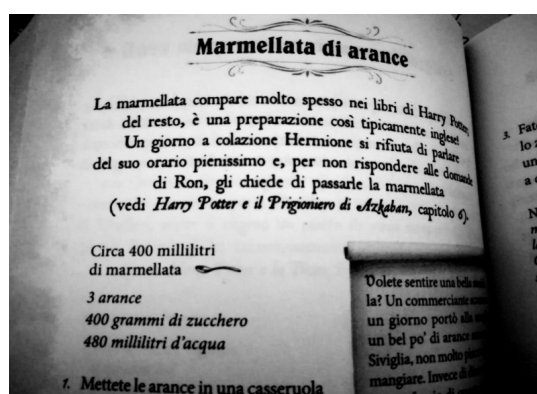 Marmellata di arance
La marmellata compare molto spesso nei libri di Harry Potter,
del resto, è una preparazione così tipicamente inglese!
Un giorno a colazione Hermione si rifiuta di parlare
del suo orario pienissimo e, per non rispondere alle domande
di Ron, gli chiede di passarle la marmellata
(vedi Harry Potter e il Prigioniero di Azkaban, capitolo 6).
Circa 400 millilitri
di marmellata
3 arance
400 grammi di zucchero
480 millilitri d'acqua
1. Mettete le arance in una casseruola
Volete sentire una bella
la? Un commerciante
un giorno portò
un bel po' di arance
Siviglia, non molto
mangiare. Invece di
3.
lo
un